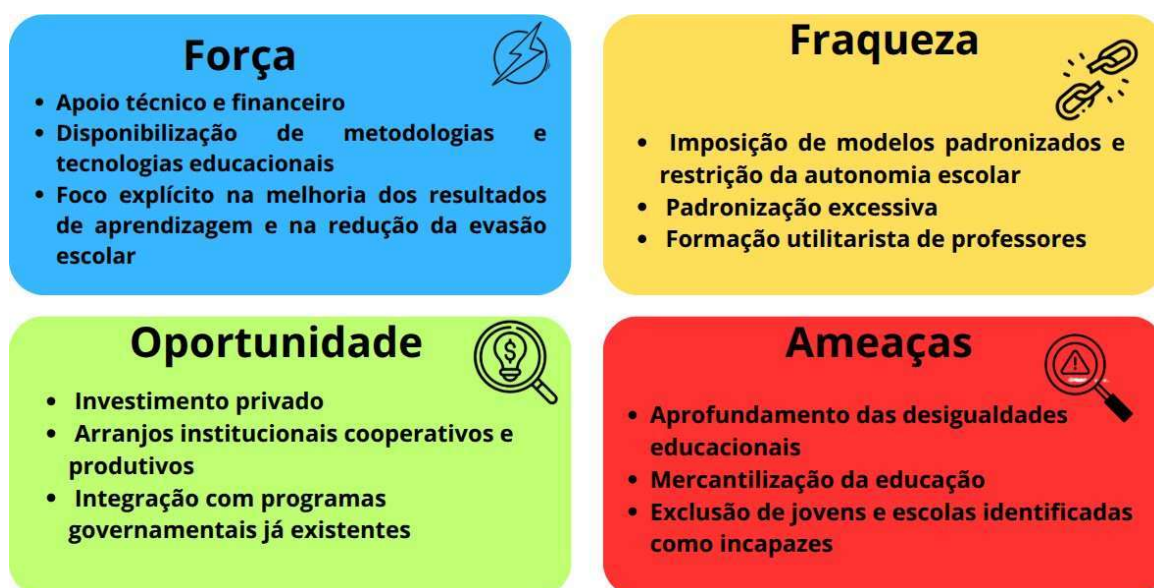 Força
• Apoio técnico e financeiro
• Disponibilização de metodologias e
tecnologias educacionais
• Foco explícito na melhoria dos resultados
de aprendizagem e na redução da evasão
escolar
Fraqueza
• Imposição de modelos padronizados e
restrição da autonomia escolar
• Padronização excessiva
• Formação utilitarista de professores
Oportunidade
• Investimento privado
• Arranjos institucionais cooperativos e
produtivos
• Integração com programas
governamentais já existentes
Ameaças
• Aprofundamento das desigualdades
educacionais
• Mercantilização da educação
• Exclusão de jovens e escolas identificadas
como incapazes